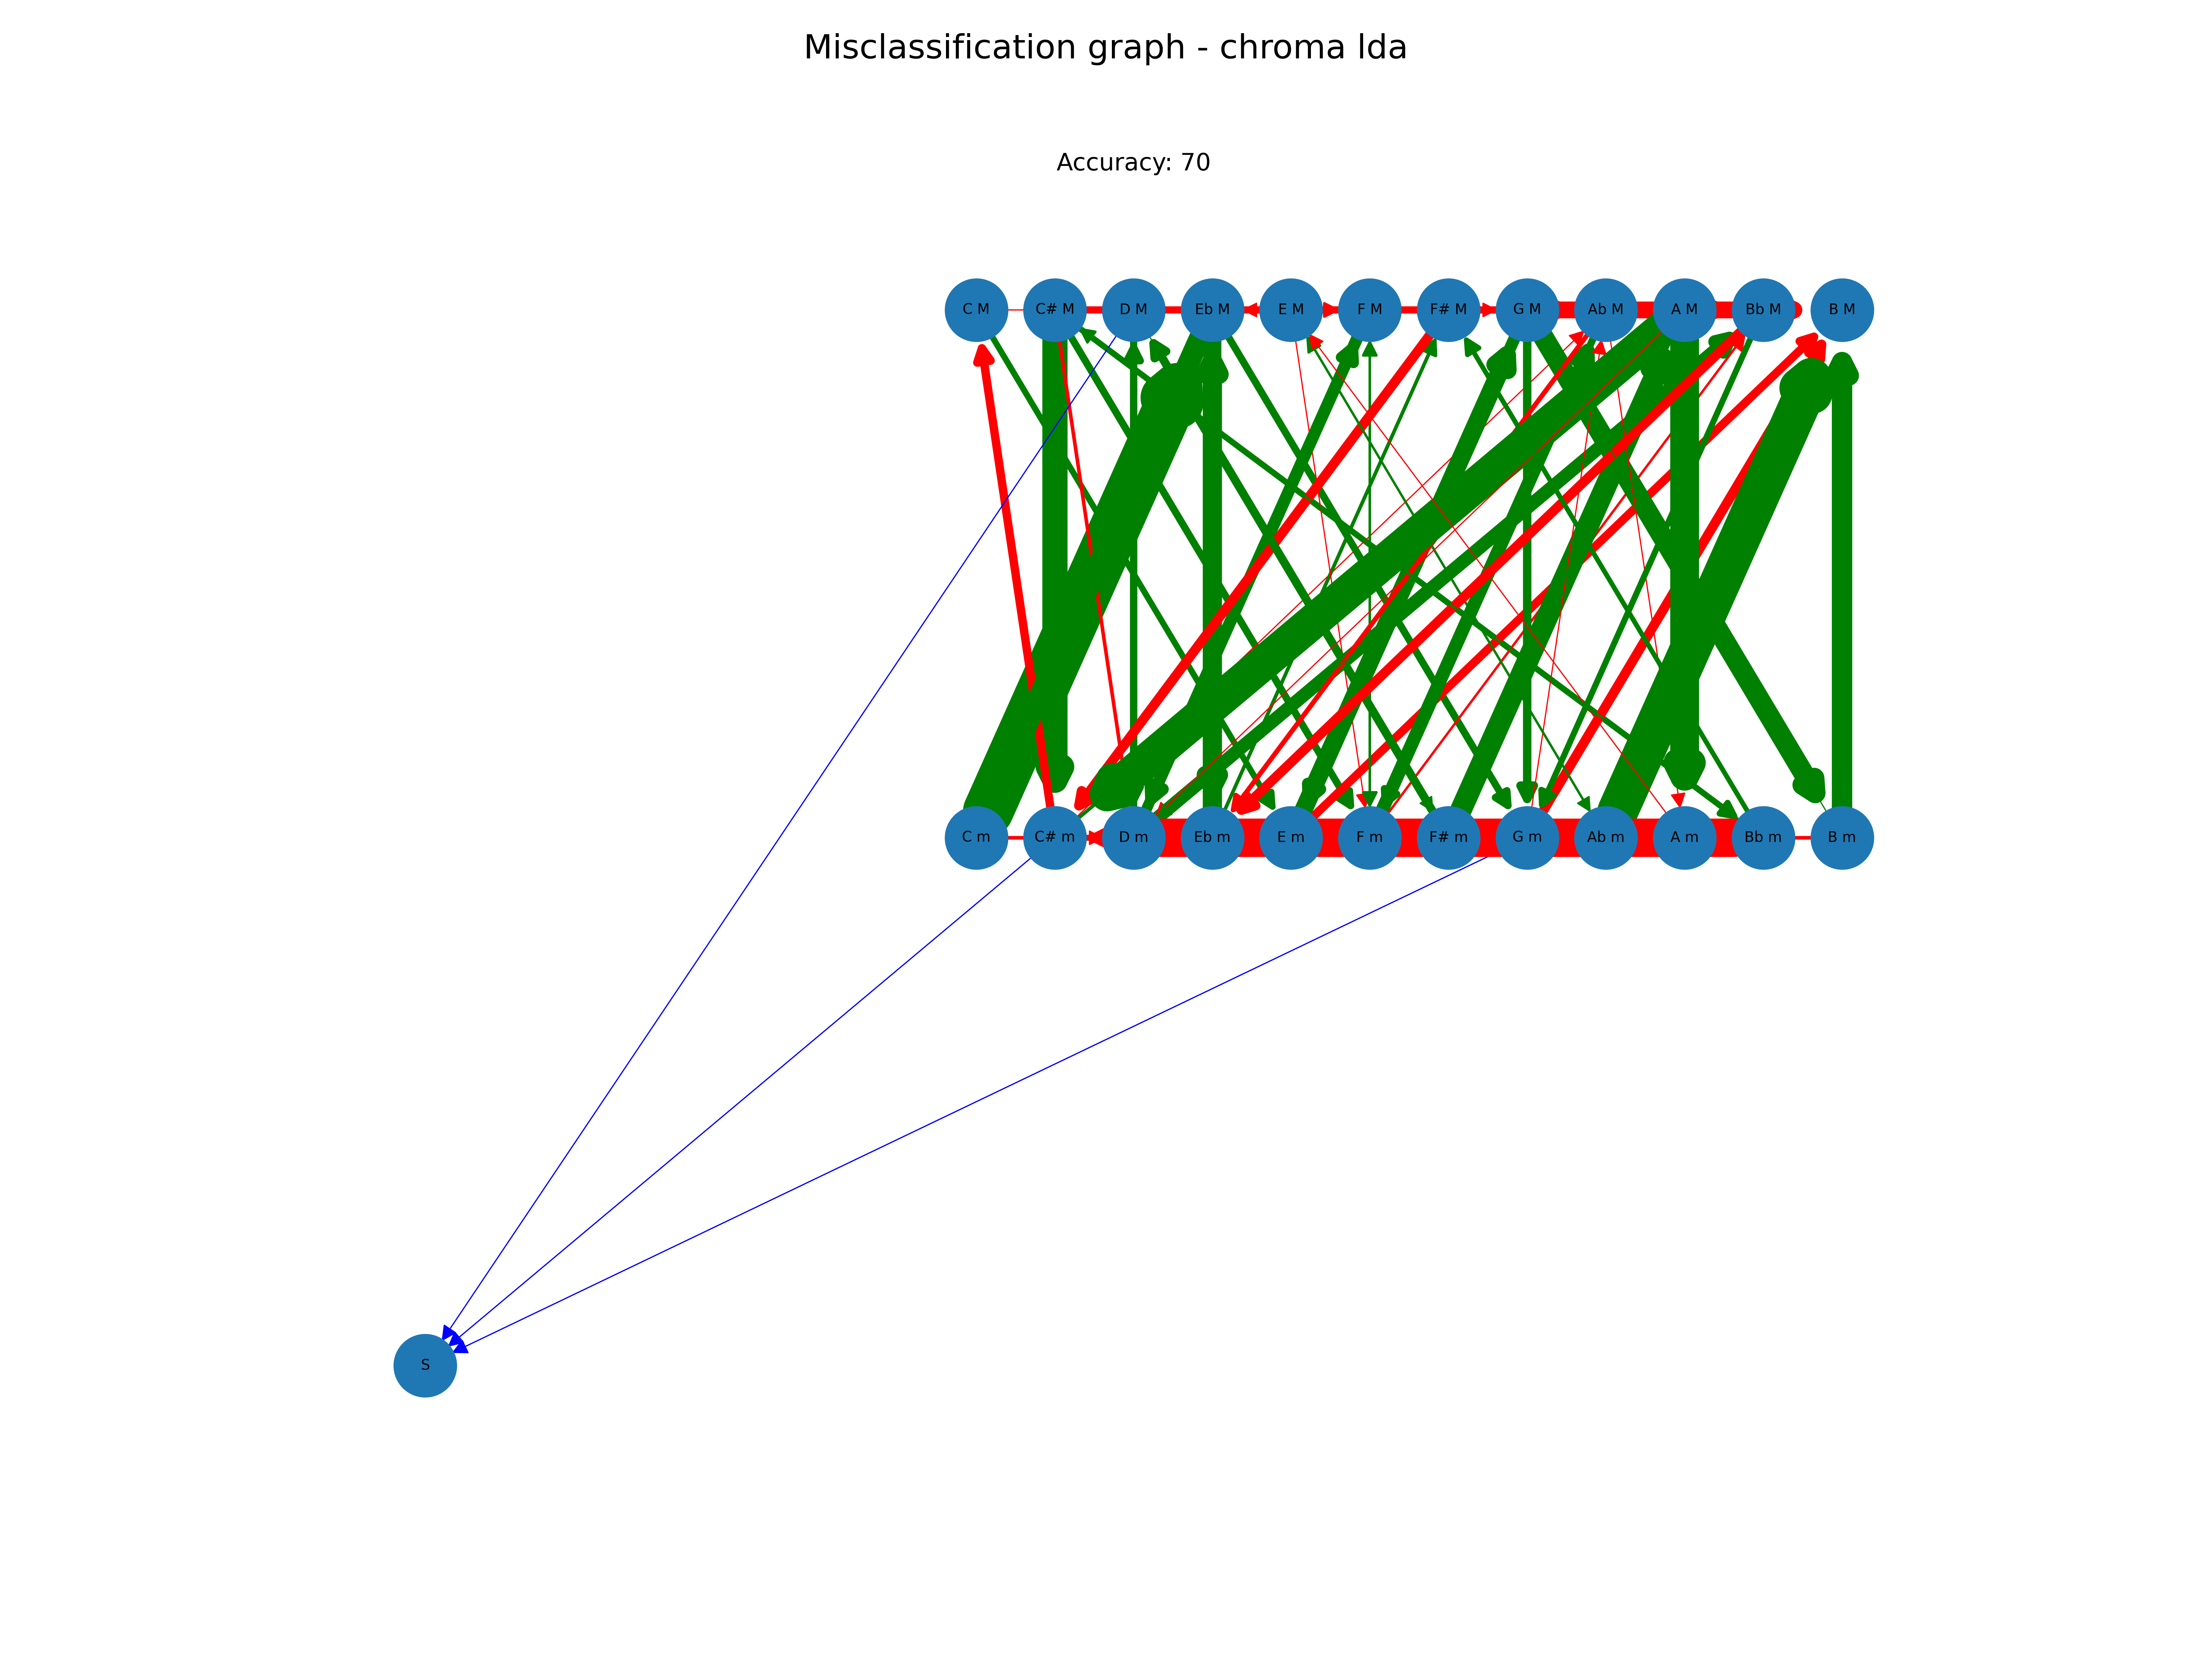 Misclassification graph - chroma lda
Accuracy: 70
C M C# M D M Eb M E M F M F# M G M Ab M A M Bb M B M
C m C# m D m Eb m E m F m F# m G m Ab m A m Bb m B m
S